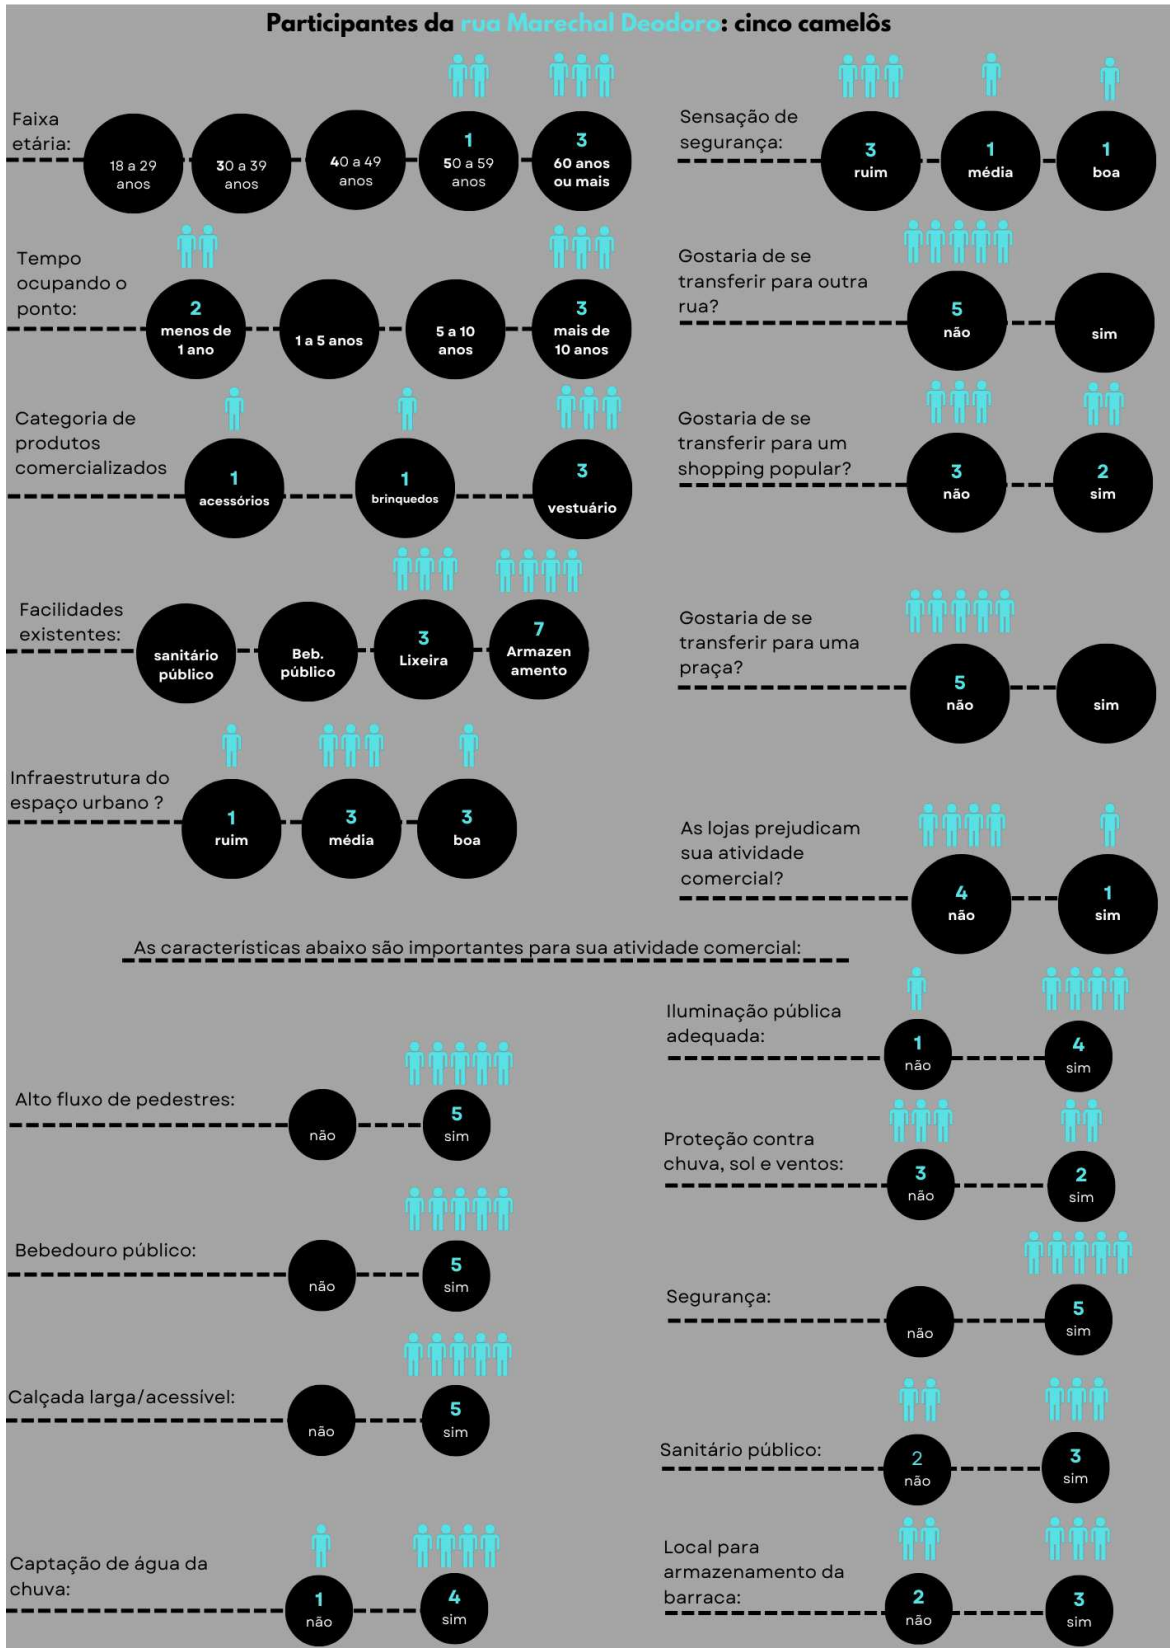 Participantes da rua Marechal Deodoro: cinco camelôs
Faixa
etária:
18 a 29
anos
30 a 39
anos
40 a 49
anos
1
50 a 59
anos
3
60 anos
ou mais
Tempo
ocupando o
ponto:
2
menos de
1 ano
1 a 5 anos
5 a 10
anos
3
mais de
10 anos
Categoria de
produtos
comercializados
1
acessórios
1
brinquedos
3
vestuário
Facilidades
existentes:
sanitário
público
Beb.
público
3
Lixeira
7
Armazen
amento
Infraestrutura do
espaço urbano ?
1
ruim
3
média
3
boa
Sensação de
segurança:
3
ruim
1
média
1
boa
Gostaria de se
transferir para outra
rua?
5
não
sim
Gostaria de se
transferir para um
shopping popular?
3
não
2
sim
Gostaria de se
transferir para uma
praça?
5
não
sim
As lojas prejudicam
sua atividade
comercial?
4
não
1
sim
As características abaixo são importantes para sua atividade comercial:
Alto fluxo de pedestres:
não
5
sim
Bebedouro público:
não
5
sim
Calçada larga/acessível:
não
5
sim
Captação de água da
chuva:
1
não
4
sim
Iluminação pública
adequada:
1
não
4
sim
Proteção contra
chuva, sol e ventos:
3
não
2
sim
Segurança:
não
5
sim
Sanitário público:
2
não
3
sim
Local para
armazenamento da
barraca:
2
não
3
sim